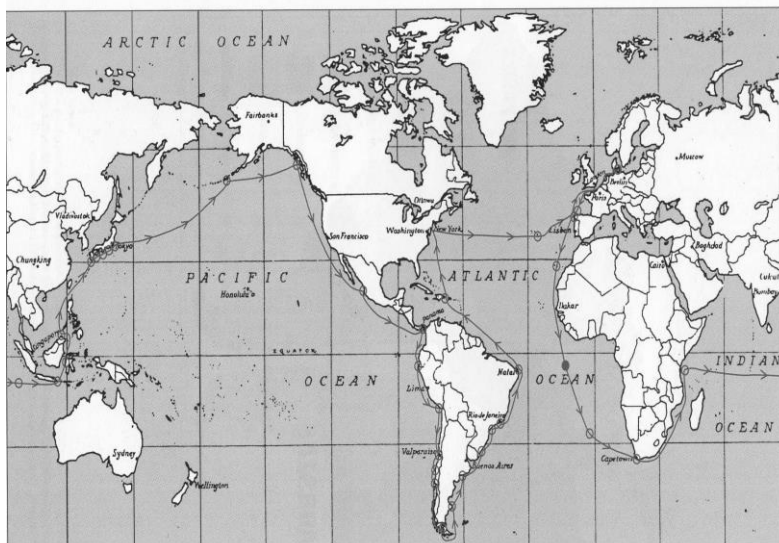 ARCTIC OCEAN
Fairbanks
Moscow
Berlin
Ottawa
Paris
Vladivostok
New York
San Francisco
Washington
Lisbon
Tokyo
Baghdad
Chungking
Cairo
PACIFIC
ATLANTIC
Honolulu
Dakar
Panama
EQUATOR
INDIAN
OCEAN
OCEAN
Natal
Lima
Rio de Janeiro
OCEAN
Valparaiso
Capetown
Sydney
Buenos Aires
Wellington